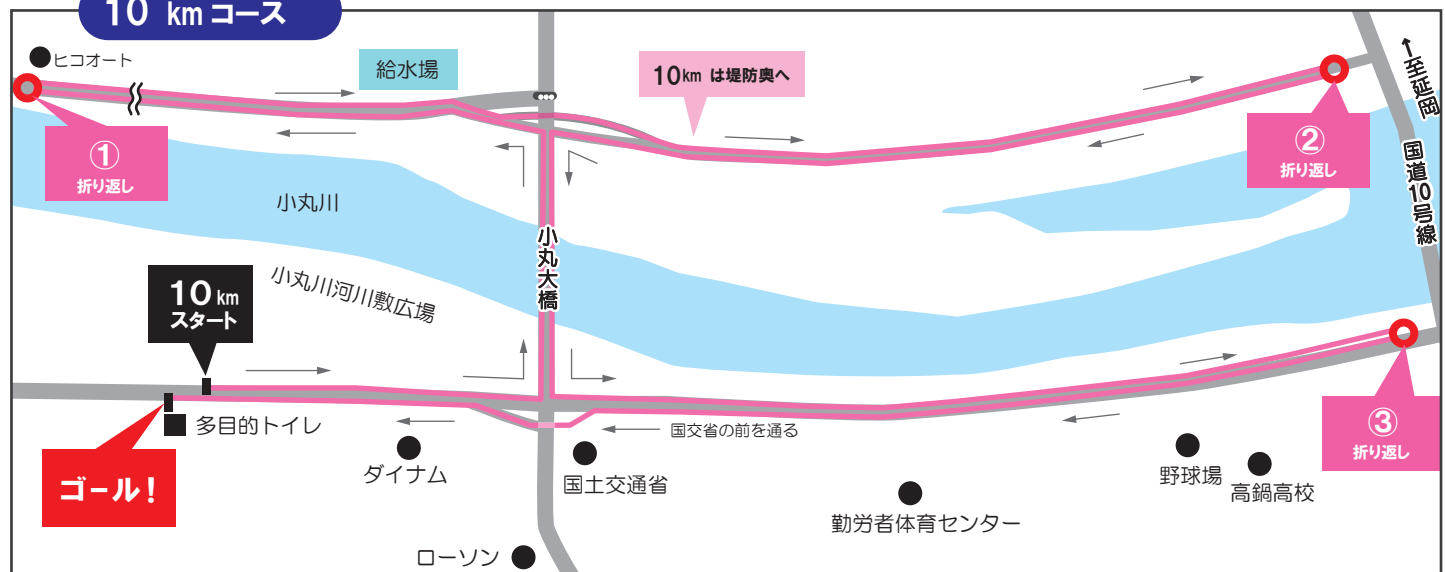 10 km コース
ヒコオート
給水場
10km は堤防奥へ
←至延岡
国道10号線
①
折り返し
②
折り返し
小丸川
小丸大橋
小丸川河川敷広場
10 km
スタート
③
折り返し
多目的トイレ
国交省の前を通る
ゴール!
ダイナム
国土交通省
野球場
高鍋高校
勤労者体育センター
ローソン